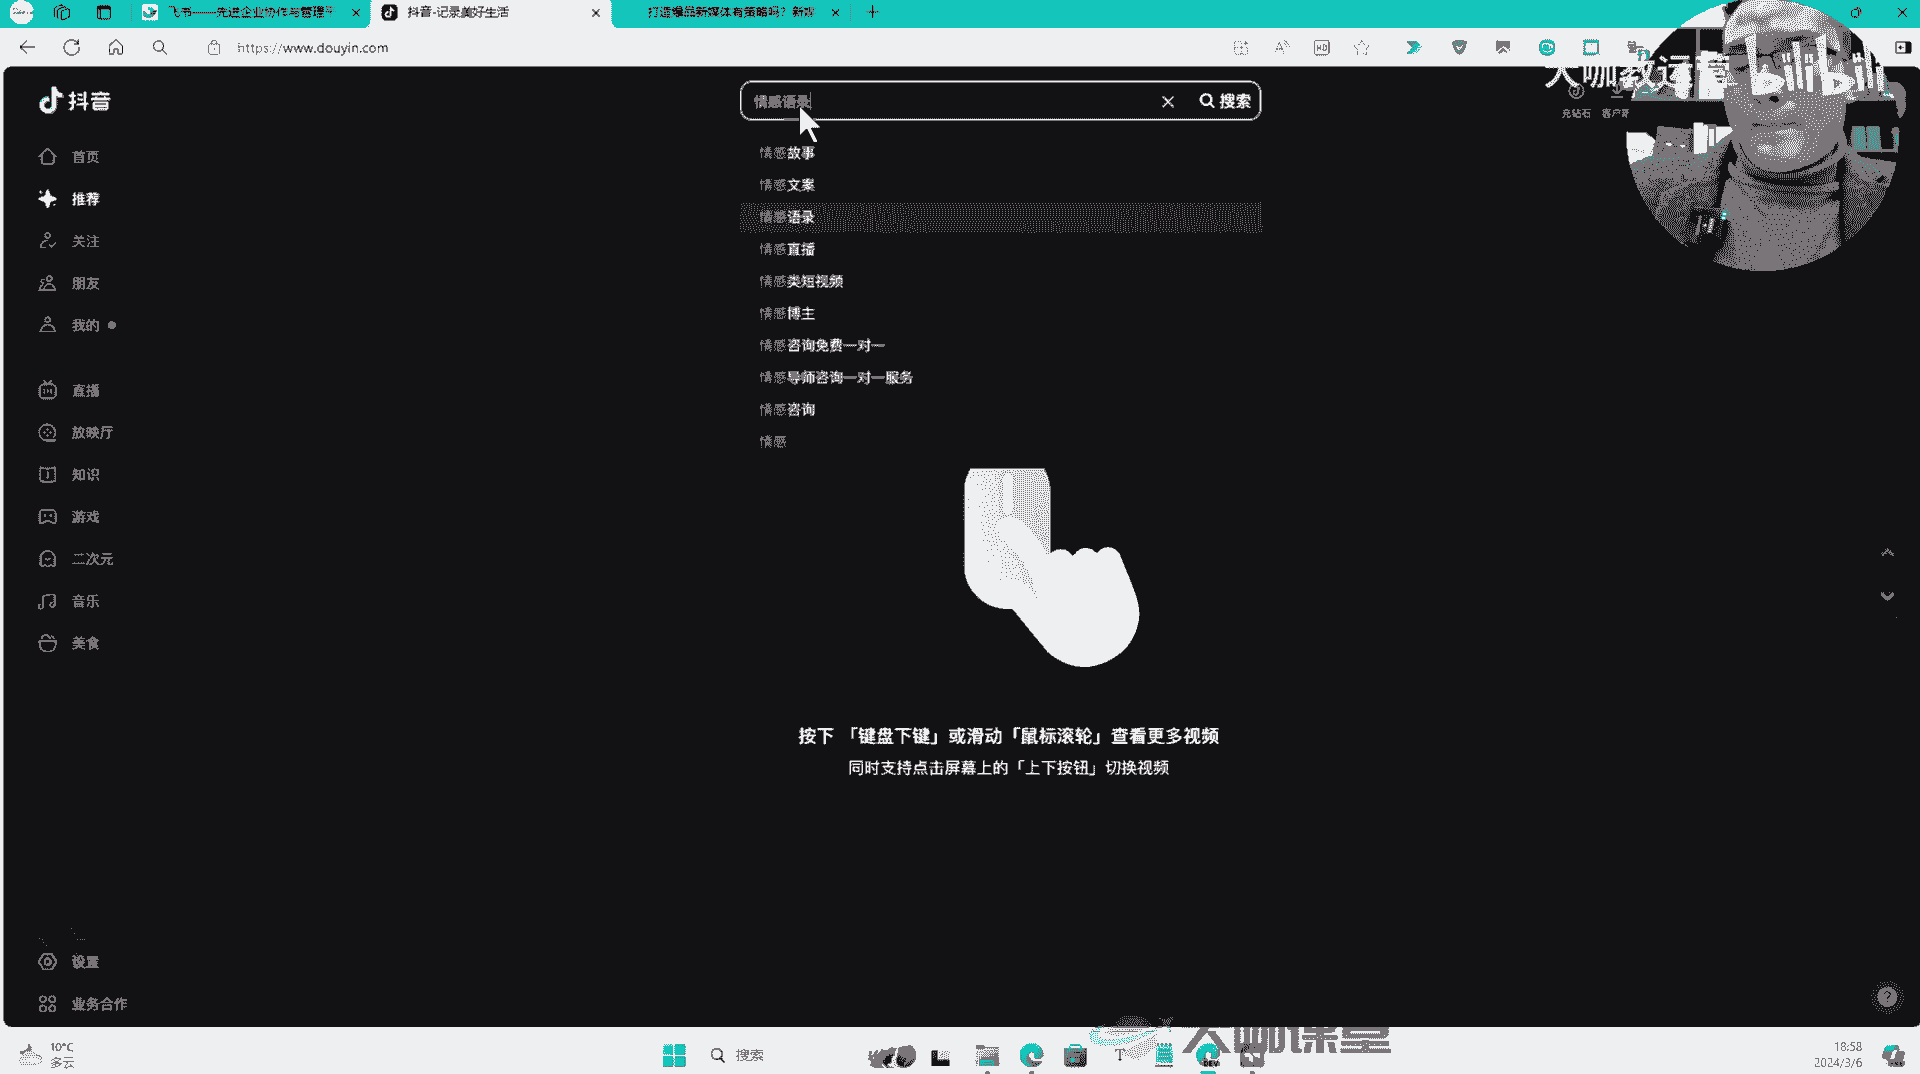 飞书——先进企业协作与管理平
抖音-记录美好生活
打造爆品新媒体有策略吗？新媒
https://www.douyin.com
大咖教运营
bilibili
抖音
情感语录
搜索
充钻石
客户端
首页
推荐
关注
朋友
我的
直播
放映厅
知识
游戏
二次元
音乐
美食
设置
业务合作
情感故事
情感文案
情感语录
情感直播
情感类短视频
情感博主
情感咨询免费一对一
情感导师咨询一对一服务
情感咨询
情感
按下 「键盘下键」或滑动「鼠标滚轮」查看更多视频
同时支持点击屏幕上的「上下按钮」切换视频
大咖课堂
10°C
多云
搜索
18:58
2024/3/6